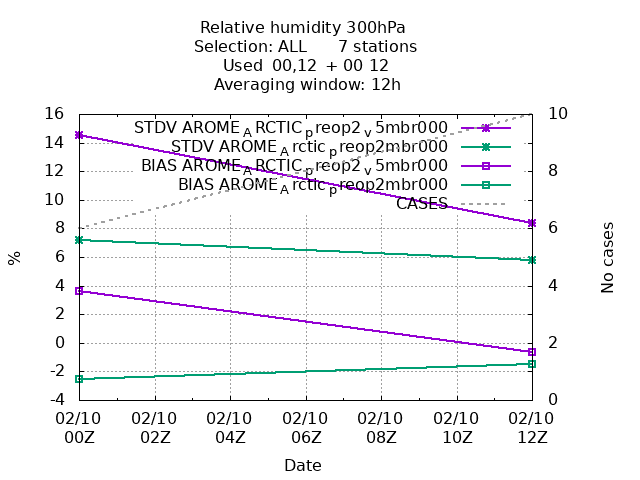 Relative humidity 300hPa
Selection: ALL 7 stations
Used 00,12 + 00 12
Averaging window: 12h
16 10
STDV AROME_ARCTIC_preop2_v5mbr000
14
STDV AROME_Arctic_preop2mbr000
12 8
BIAS AROME_ARCTIC_preop2_v5mbr000
10
BIAS AROME_Arctic_preop2mbr000
CASES
8 6
6
4 4
2
0 2
-2
-4 0
% No cases
02/10 02/10 02/10 02/10 02/10 02/10 02/10
00Z 02Z 04Z 06Z 08Z 10Z 12Z
Date